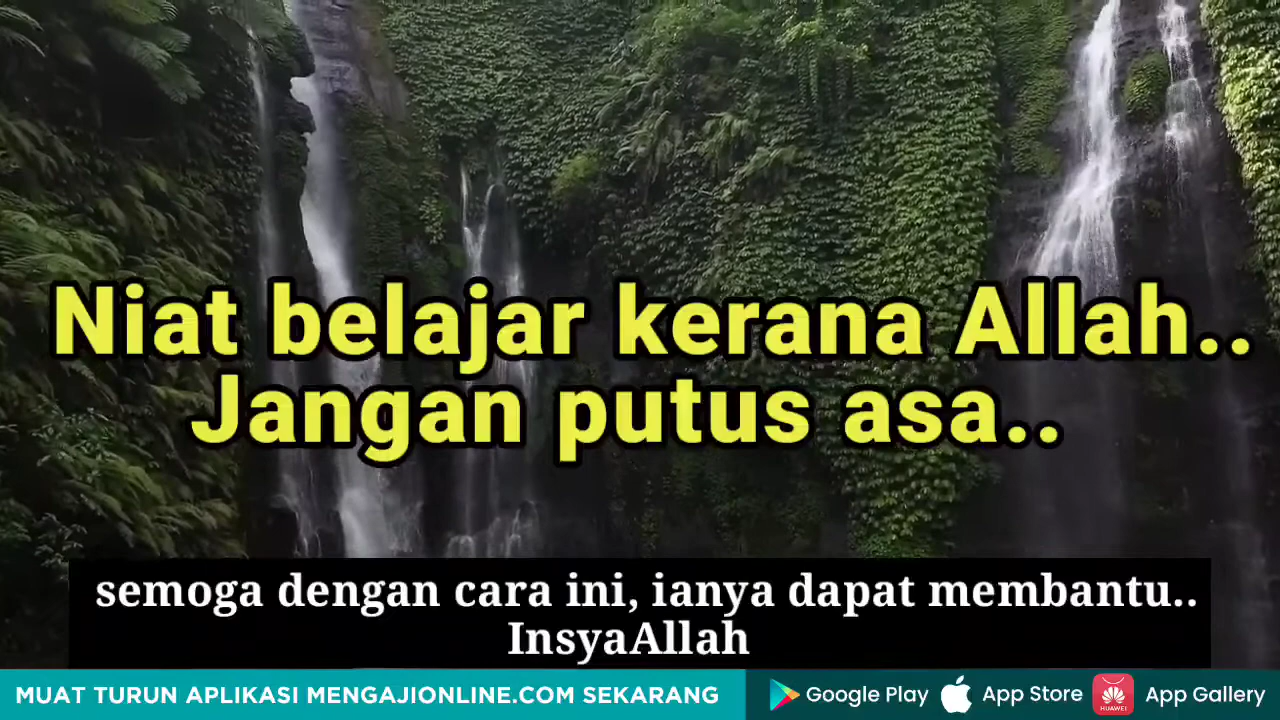 Niat belajar kerana Allah..
Jangan putus asa..
semoga dengan cara ini, ianya dapat membantu..
InsyaAllah
MUAT TURUN APLIKASI MENGAJIONLINE.COM SEKARANG
Google Play
App Store
HUAWEI
App Gallery